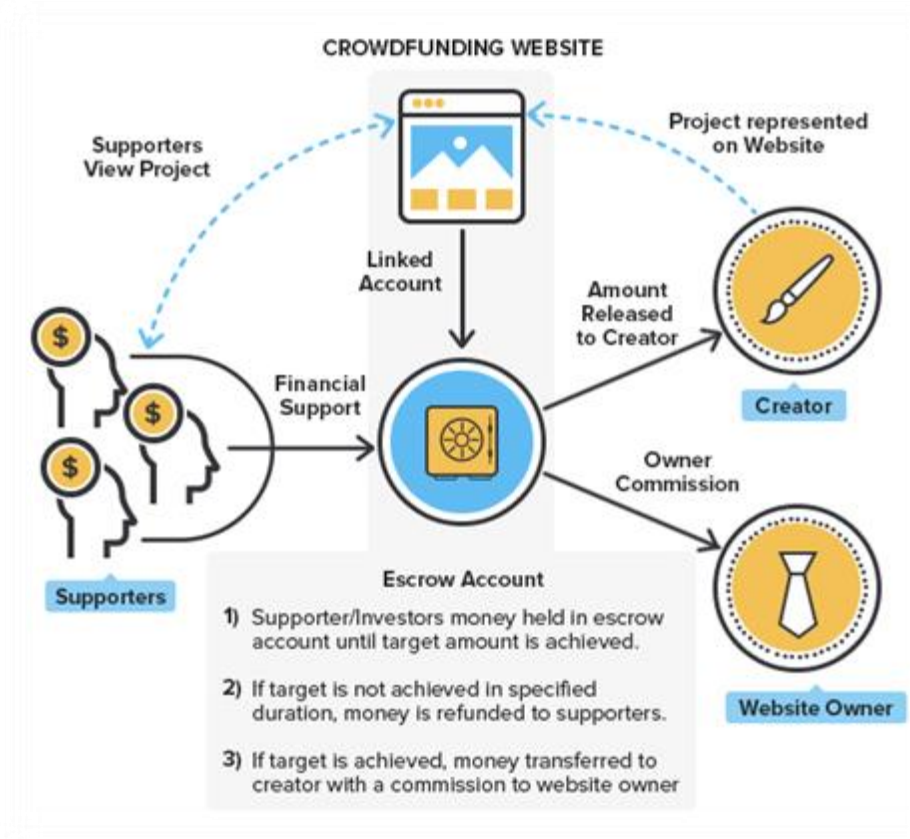 CROWDFUNDING WEBSITE
Supporters
View Project
Project represented
on Website
Linked
Account
Amount
Released
to Creator
$
$
$
Financial
Support
Creator
Owner
Commission
Supporters
Escrow Account
1) Supporter/Investors money held in escrow
account until target amount is achieved.
2) If target is not achieved in specified
duration, money is refunded to supporters.
3) If target is achieved, money transferred to
creator with a commission to website owner
Website Owner